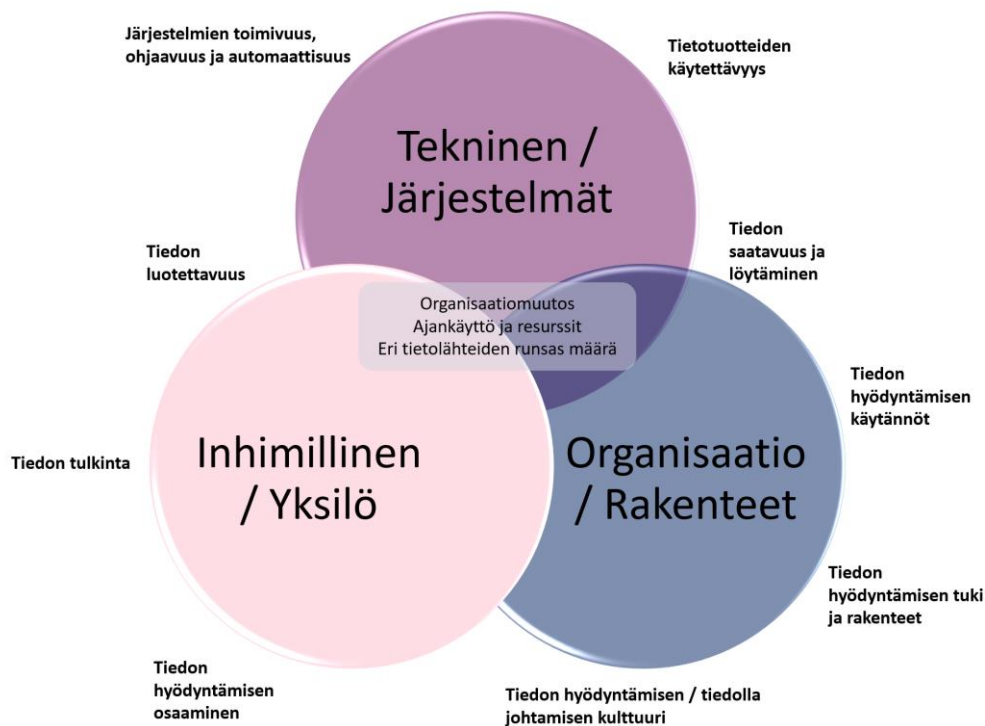 Järjestelmien toimivuus,
ohjaavuus ja automaattisuus
Tietotuotteiden
käytettävyys
Tekninen /
Järjestelmät
Tiedon
luotettavuus
Tiedon
saatavuus ja
löytäminen
Organisaatiomuutos
Ajankäyttö ja resurssit
Eri tietolähteiden runsas määrä
Tiedon
hyödyntämisen
käytännöt
Tiedon tulkinta
Inhimillinen
/ Yksilö
Organisaatio
/ Rakenteet
Tiedon
hyödyntämisen tuki
ja rakenteet
Tiedon
hyödyntämisen
osaaminen
Tiedon hyödyntämisen / tiedolla
johtamisen kulttuuri